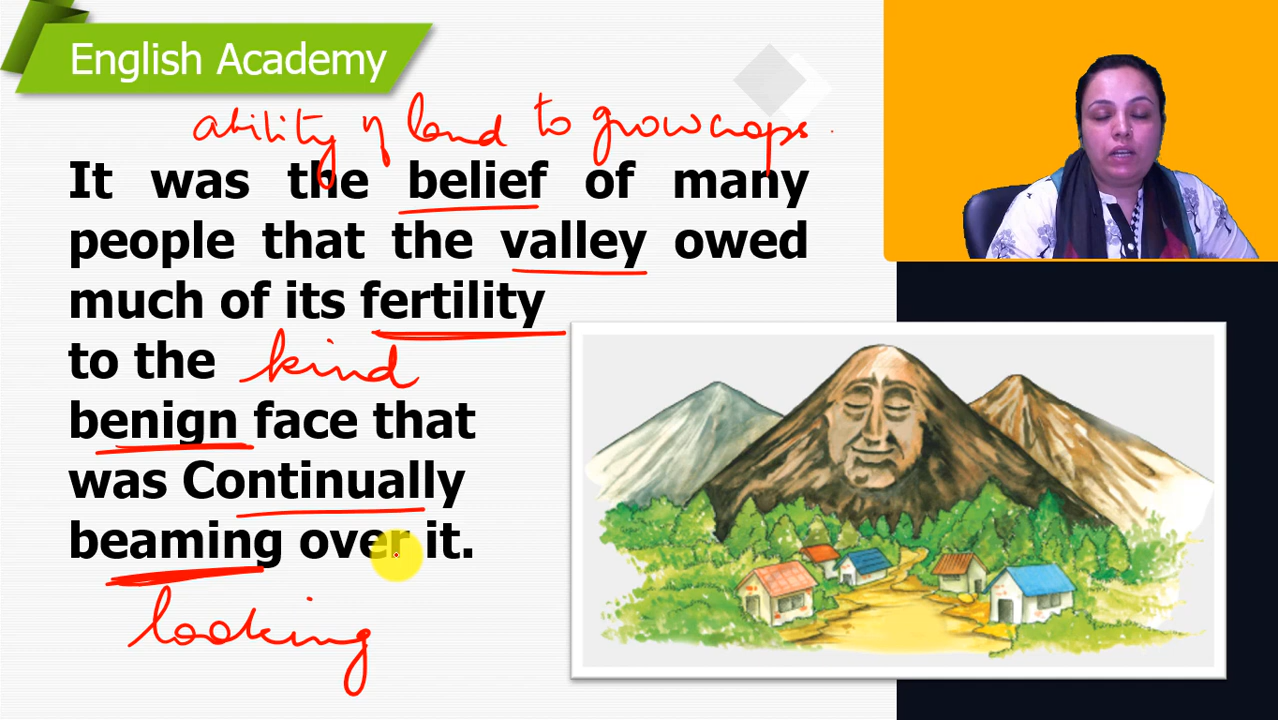 English Academy
ability of land to grow crops.
It was the belief of many
people that the valley owed
much of its fertility
to the kind
benign face that
was Continually
beaming over it.
looking